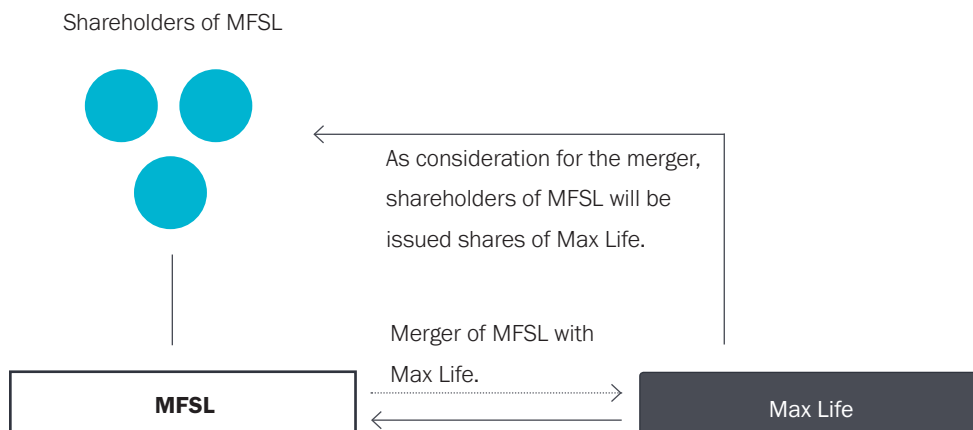 Shareholders of MFSL
As consideration for the merger,
shareholders of MFSL will be
issued shares of Max Life.
Merger of MFSL with
Max Life.
MFSL
Max Life